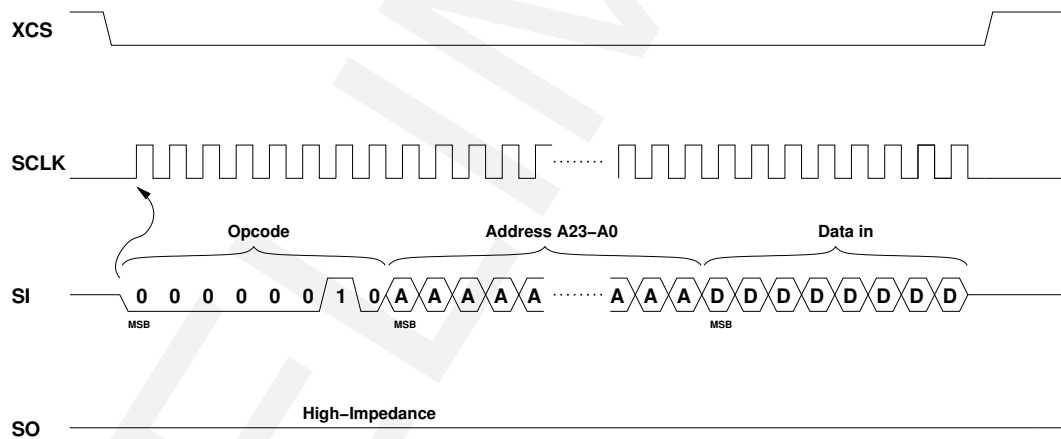 XCS
SCLK
Opcode Address A23–A0 Data in
SI 0 0 0 0 0 0 1 0 A A A A A A A A D D D D D D D D
MSB MSB MSB
High–Impedance
SO